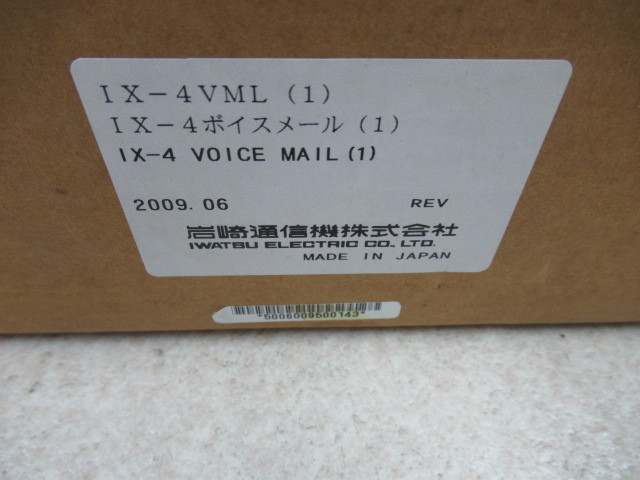 IX-4VML(1)
IX-4ボイスメール(1)
IX-4 VOICE MAIL(1)
2009.06 REV
岩崎通信機株式会社
IWATSU ELECTRIC CO., LTD.
MADE IN JAPAN
*5006009500143*